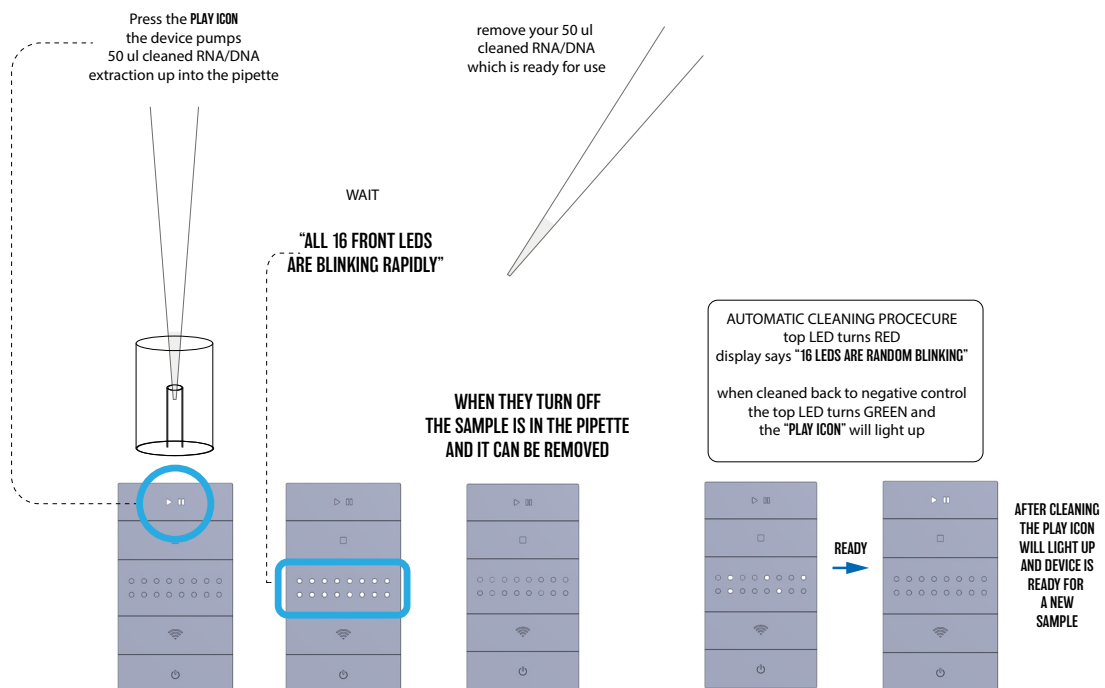 Press the PLAY ICON
the device pumps
50 ul cleaned RNA/DNA
extraction up into the pipette
remove your 50 ul
cleaned RNA/DNA
which is ready for use
WAIT
“ALL 16 FRONT LEDS
ARE BLINKING RAPIDLY”
WHEN THEY TURN OFF
THE SAMPLE IS IN THE PIPETTE
AND IT CAN BE REMOVED
AUTOMATIC CLEANING PROCECURE
top LED turns RED
display says “16 LEDS ARE RANDOM BLINKING”
when cleaned back to negative control
the top LED turns GREEN and
the “PLAY ICON” will light up
READY
AFTER CLEANING
THE PLAY ICON
WILL LIGHT UP
AND DEVICE IS
READY FOR
A NEW
SAMPLE